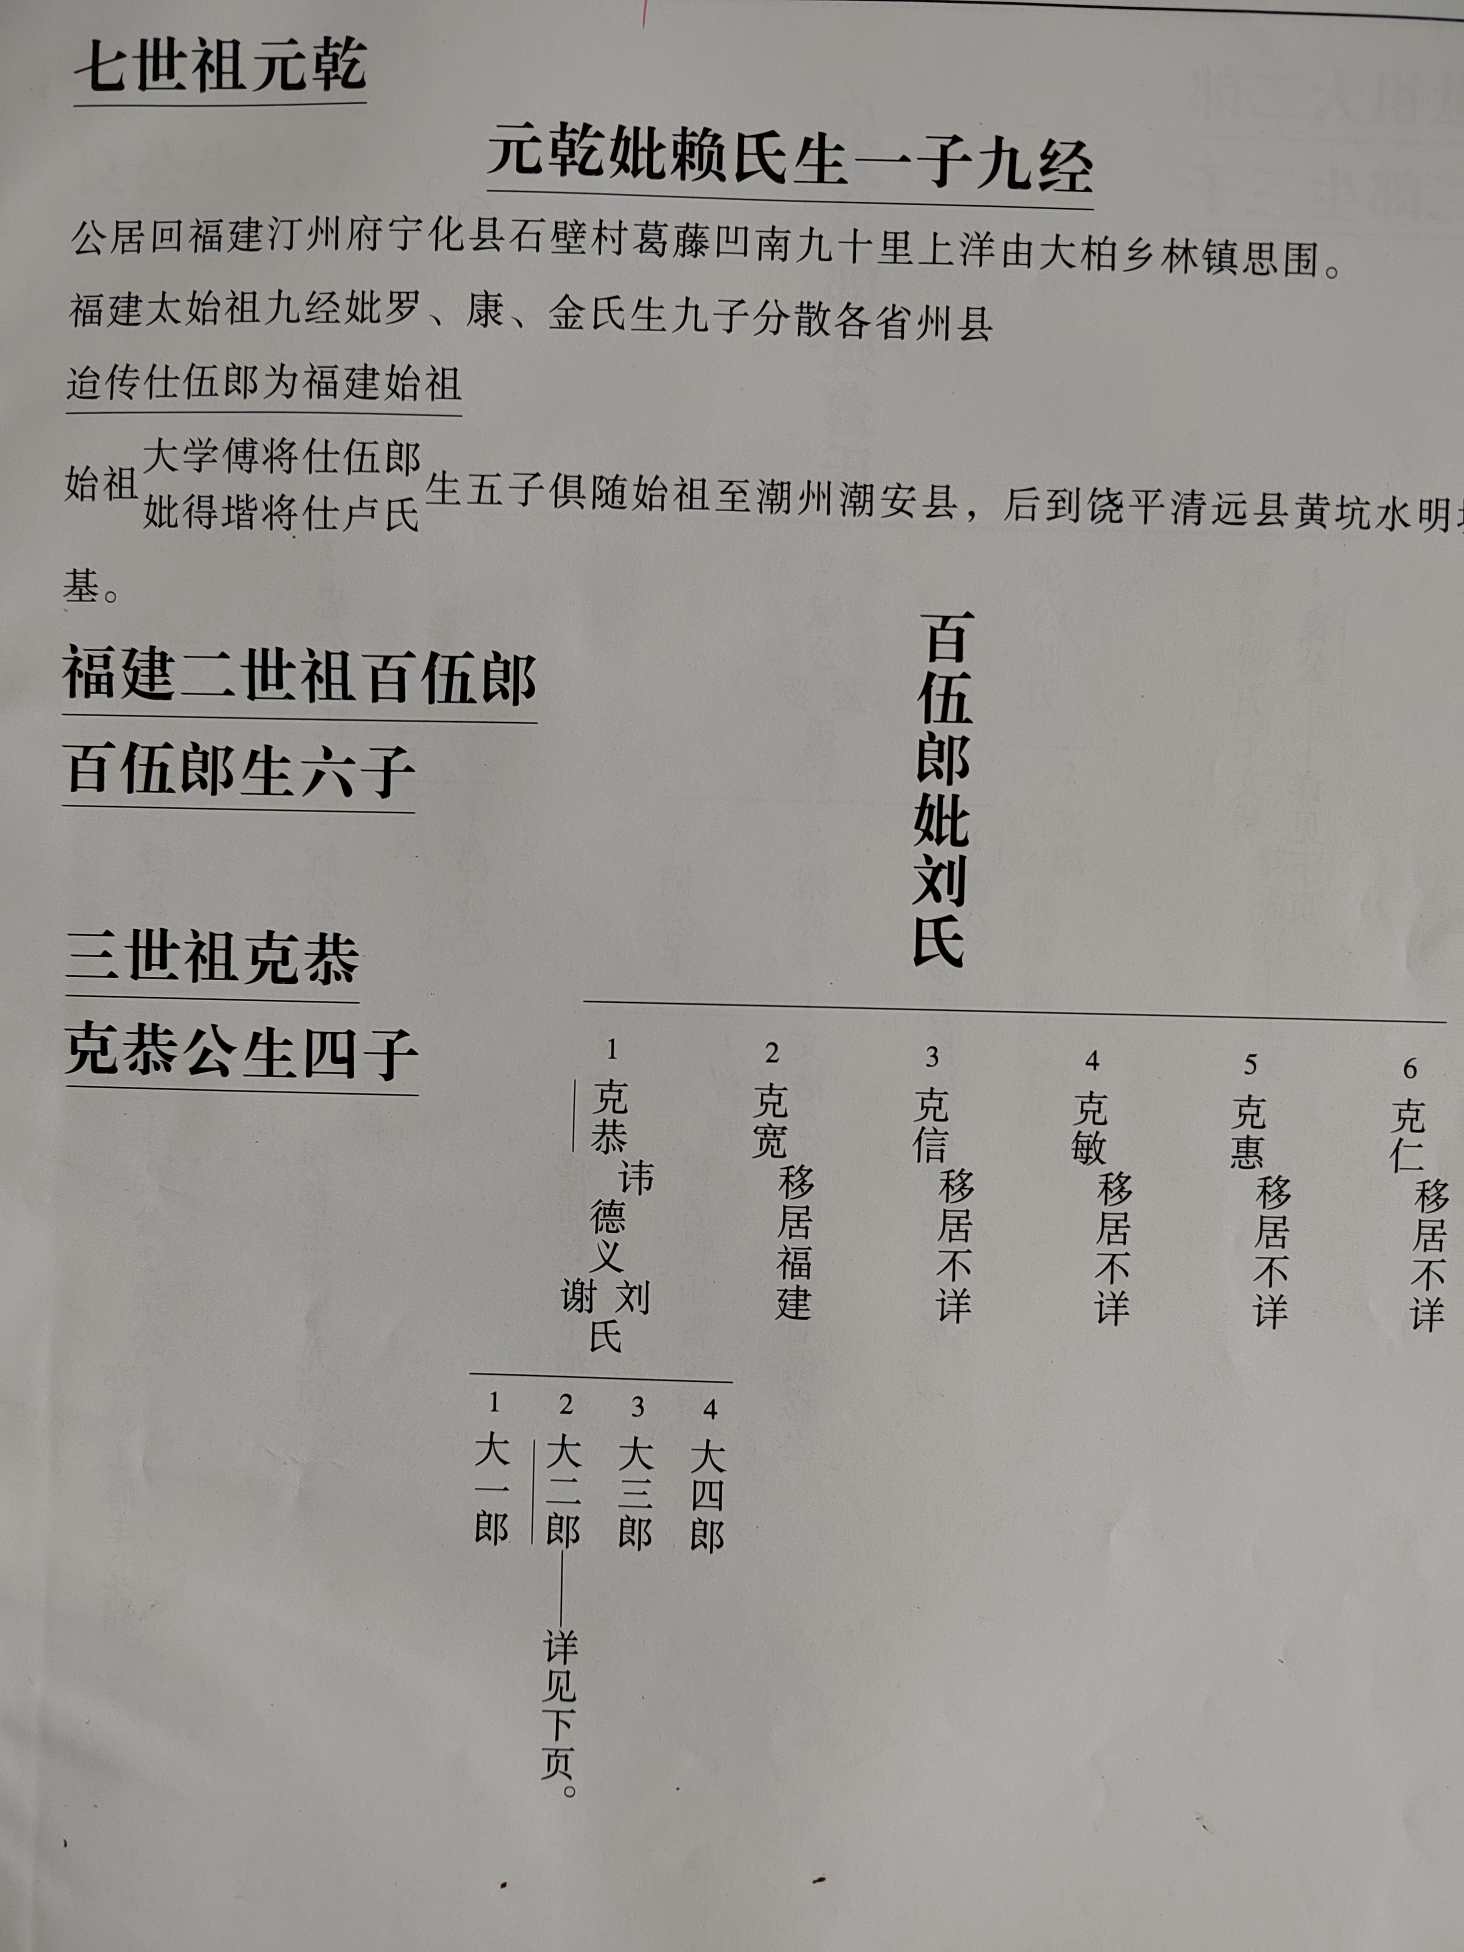 七世祖元乾
元乾妣赖氏生一子九经
公居回福建汀州府宁化县石壁村葛藤凹南九十里上洋由大柏乡林镇思围。
福建太始祖九经妣罗、康、金氏生九子分散各省州县
迨传仕伍郎为福建始祖
始祖
大学傅将仕伍郎
妣得堦将仕卢氏
生五子俱随始祖至潮州潮安县，后到饶平清远县黄坑水明
基。
福建二世祖百伍郎
百伍郎生六子
百伍郎妣刘氏
三世祖克恭
克恭公生四子
1 克恭 讳德义 刘谢氏
2 克宽 移居福建
3 克信 移居不详
4 克敏 移居不详
5 克惠 移居不详
6 克仁 移居不详
1 大一郎
2 大二郎——详见下页。
3 大三郎
4 大四郎